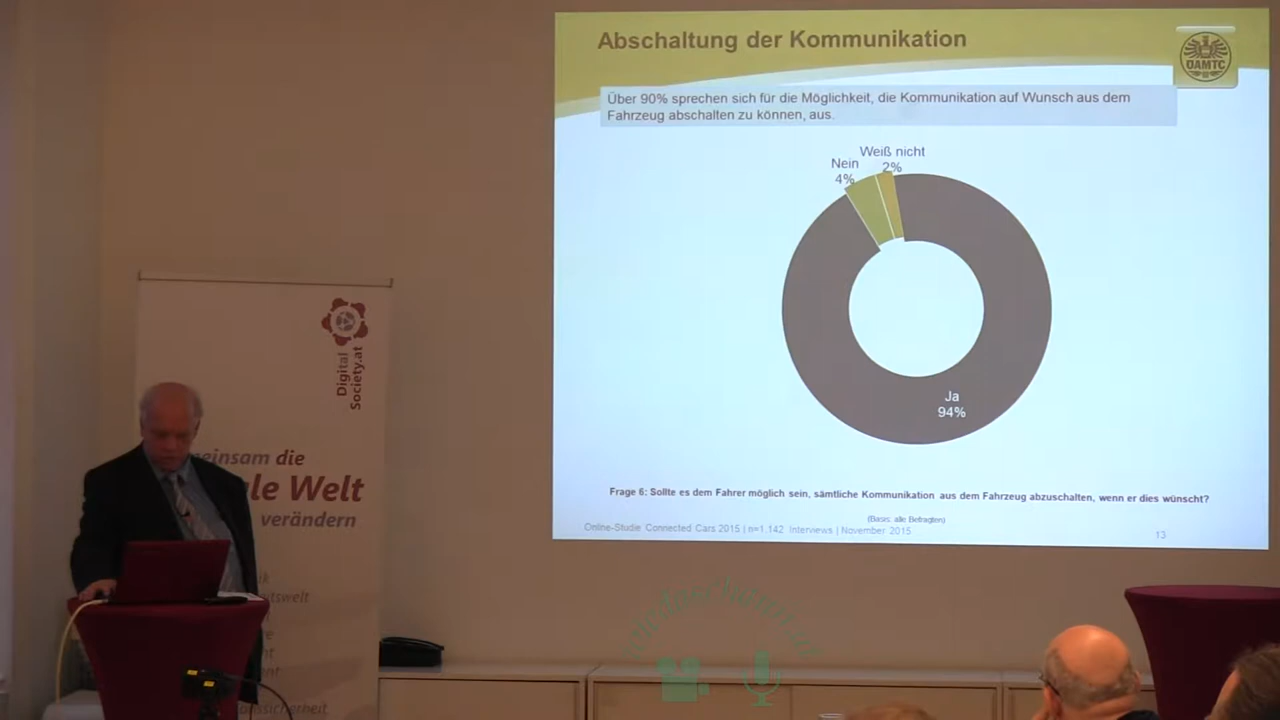 Abschaltung der Kommunikation
ÖAMTC
Über 90% sprechen sich für die Möglichkeit, die Kommunikation auf Wunsch aus dem
Fahrzeug abschalten zu können, aus.
Weiß nicht
2%
Nein
4%
Ja
94%
Frage 6: Sollte es dem Fahrer möglich sein, sämtliche Kommunikation aus dem Fahrzeug abzuschalten, wenn er dies wünscht?
(Basis: alle Befragten)
Online-Studie Connected Cars 2015 | n=1.142 Interviews | November 2015
13
Digital
Society.at
einsam die
le Welt
verändern